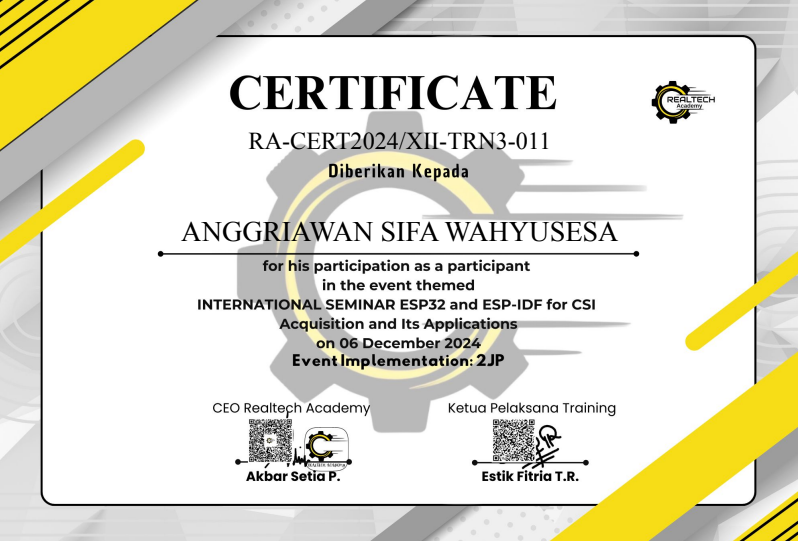 CERTIFICATE
REALTECH
Academy
RA-CERT2024/XII-TRN3-011
Diberikan Kepada
ANGGRIAWAN SIFA WAHYUSESA
for his participation as a participant
in the event themed
INTERNATIONAL SEMINAR ESP32 and ESP-IDF for CSI
Acquisition and Its Applications
on 06 December 2024
Event Implementation: 2JP
CEO Realtech Academy
Ketua Pelaksana Training
REALTECH ACADEMY
Akbar Setia P.
Estik Fitria T.R.